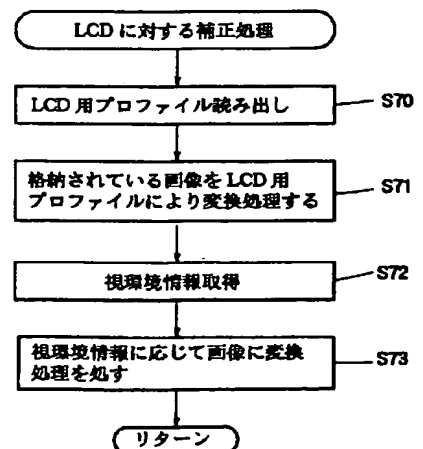 LCDに対する補正処理
LCD用プロファイル読み出し
S70
格納されている画像をLCD用
プロファイルにより変換処理する
S71
視環境情報取得
S72
視環境情報に応じて画像に変換
処理を処す
S73
リターン